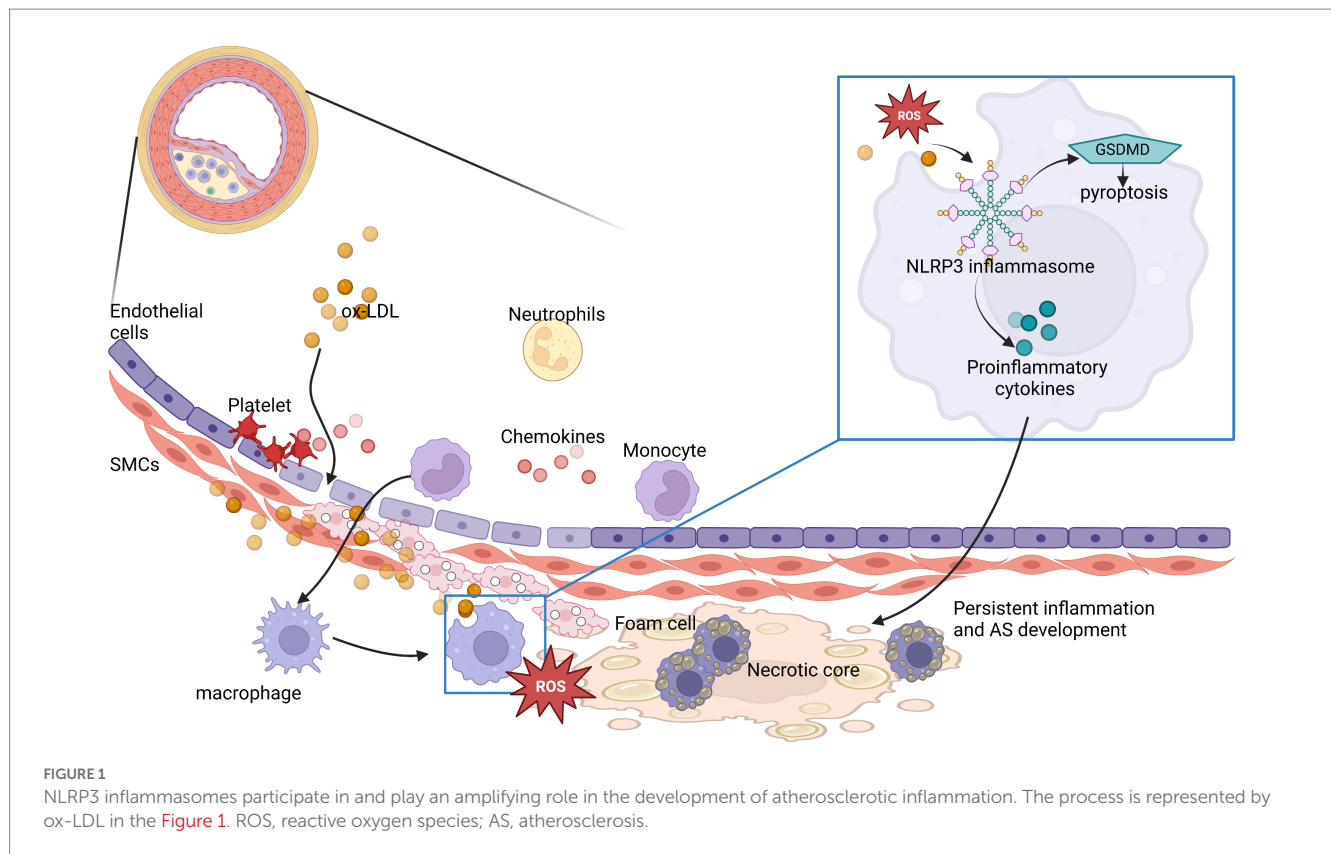 ROS
GSDMD
pyroptosis
NLRP3 inflammasome
Proinflammatory
cytokines
Endothelial
cells
ox-LDL
Neutrophils
Platelet
Chemokines
Monocyte
SMCs
Foam cell
Persistent inflammation
and AS development
Necrotic core
ROS
macrophage
FIGURE 1
NLRP3 inflammasomes participate in and play an amplifying role in the development of atherosclerotic inflammation. The process is represented by
ox-LDL in the Figure 1. ROS, reactive oxygen species; AS, atherosclerosis.